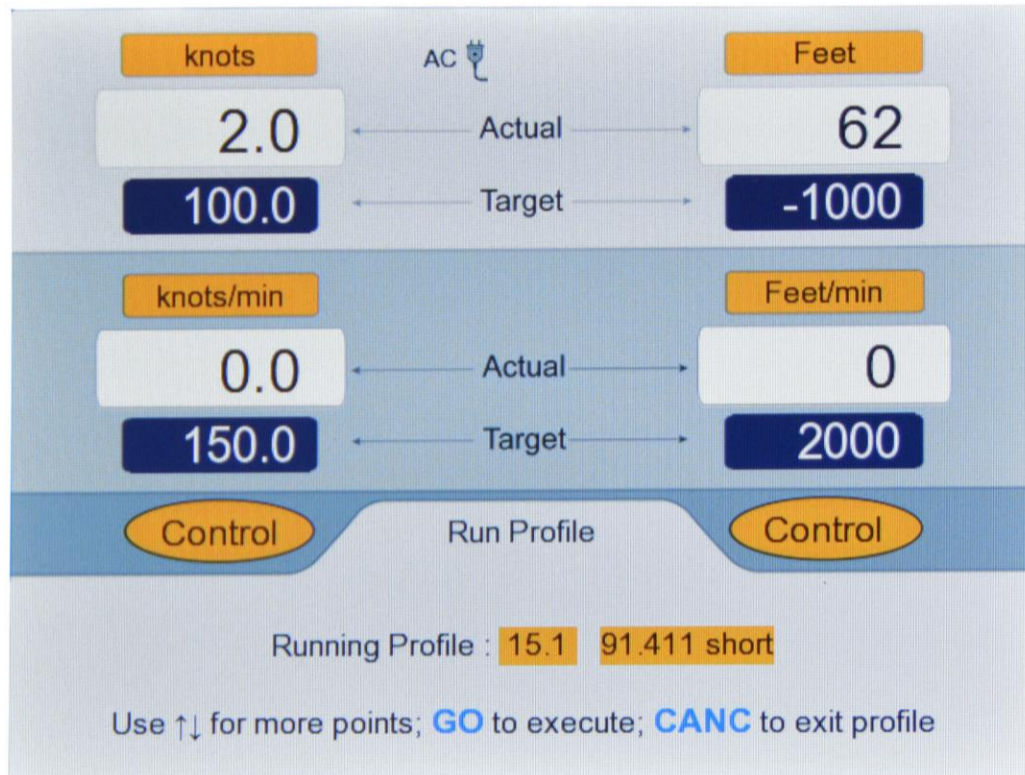 knots AC Feet
2.0 Actual 62
100.0 Target -1000
knots/min Feet/min
0.0 Actual 0
150.0 Target 2000
Control Run Profile Control
Running Profile : 15.1 91.411 short
Use ↑↓ for more points; GO to execute; CANC to exit profile